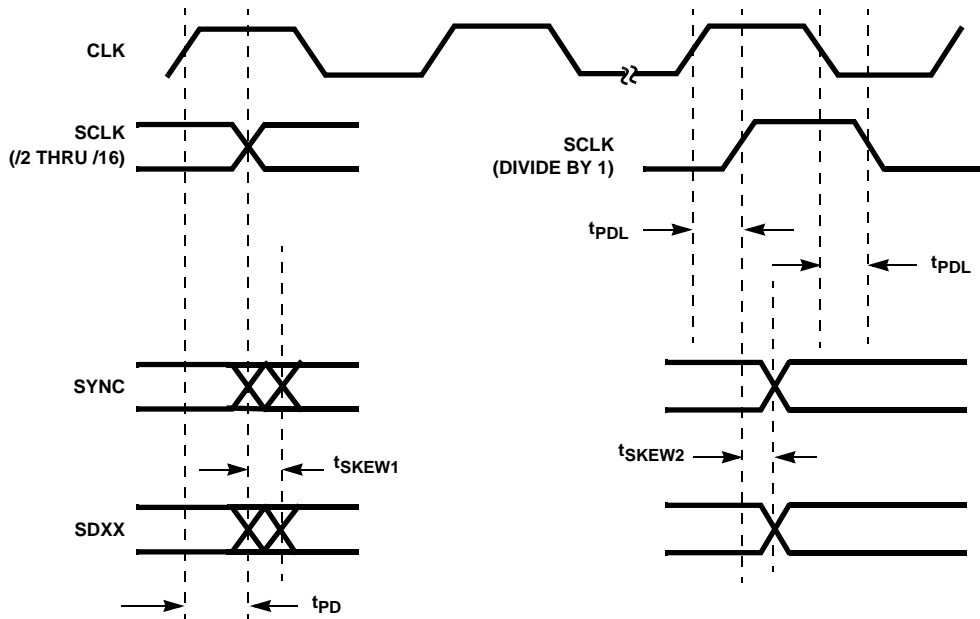 CLK
SCLK
(/2 THRU /16)
SCLK
(DIVIDE BY 1)
tPDL
tPDL
SYNC
tSKEW1
tSKEW2
SDXX
tPD